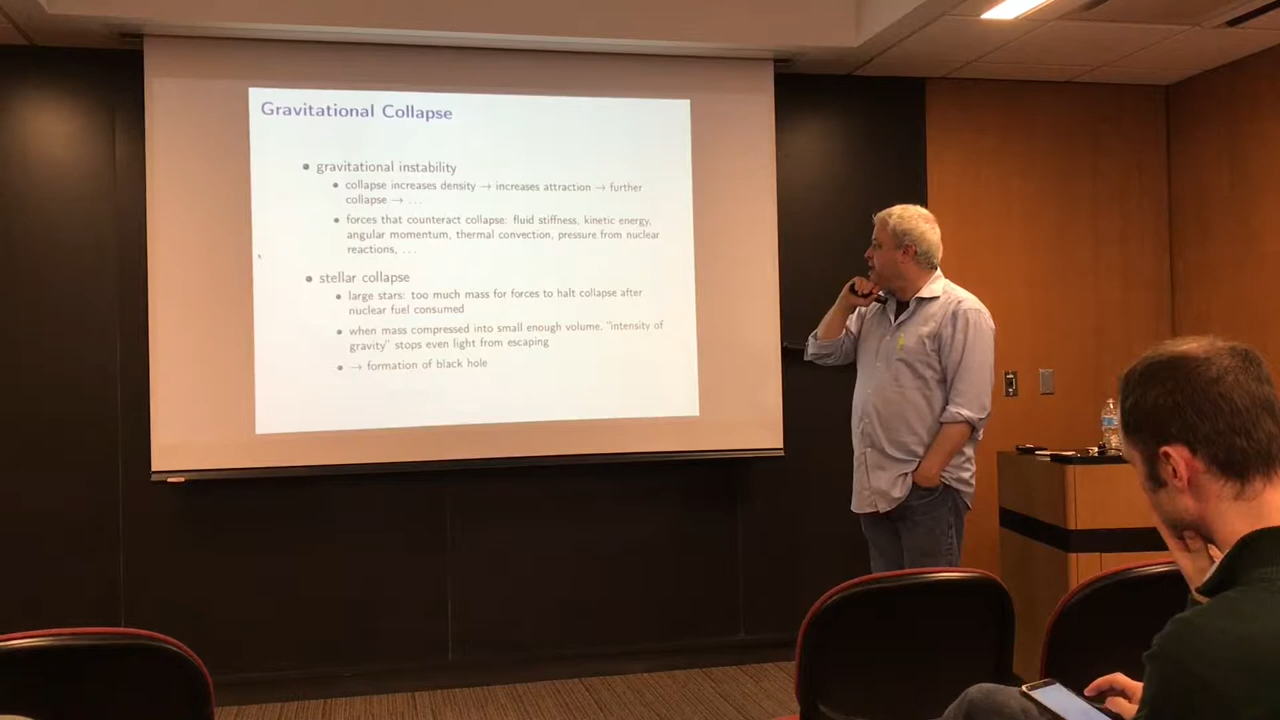 Gravitational Collapse
gravitational instability
collapse increases density → increases attraction → further
collapse → ...
forces that counteract collapse: fluid stiffness, kinetic energy,
angular momentum, thermal convection, pressure from nuclear
reactions, ...
stellar collapse
large stars: too much mass for forces to halt collapse after
nuclear fuel consumed
when mass compressed into small enough volume, "intensity of
gravity" stops even light from escaping
→ formation of black hole